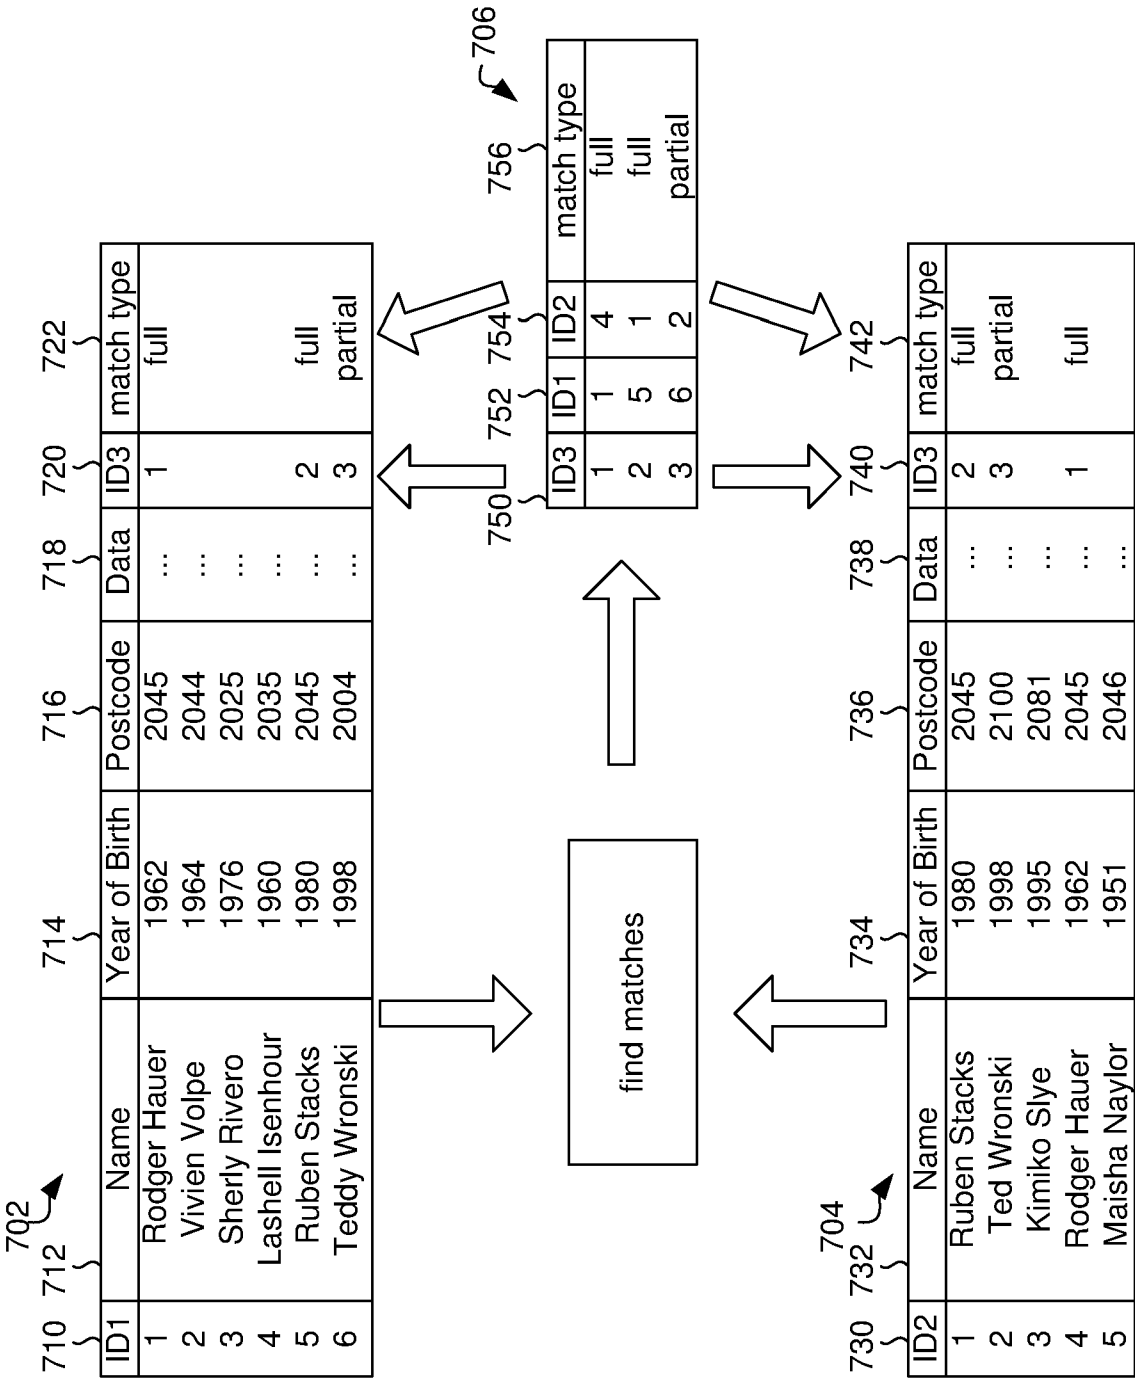 702
710 712 714 716 718 720 722
ID1 Name Year of Birth Postcode Data ID3 match type
1 Rodger Hauer 1962 2045 ... 1 full
2 Vivien Volpe 1964 2044 ...
3 Sherly Rivero 1976 2025 ...
4 Lashell Isenhour 1960 2035 ...
5 Ruben Stacks 1980 2045 ... 2 full
6 Teddy Wronski 1998 2004 ... 3 partial
706
750 752 754 756
ID3 ID1 ID2 match type
1 1 4 full
2 5 1 full
3 6 2 partial
find matches
704
730 732 734 736 738 740 742
ID2 Name Year of Birth Postcode Data ID3 match type
1 Ruben Stacks 1980 2045 ... 2 full
2 Ted Wronski 1998 2100 ... 3 partial
3 Kimiko Slye 1995 2081 ...
4 Rodger Hauer 1962 2045 ... 1 full
5 Maisha Naylor 1951 2046 ...